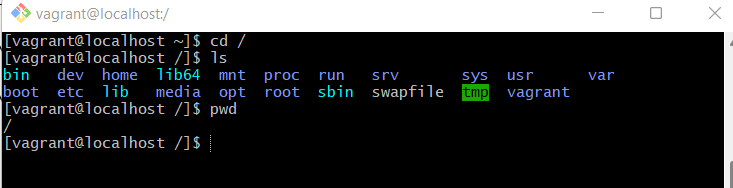 vagrant@localhost:/
[vagrant@localhost ~]$ cd /
[vagrant@localhost /]$ ls
bin   dev  home  lib64  mnt  proc  run   srv       sys  usr      var
boot  etc  lib   media  opt  root  sbin  swapfile  tmp  vagrant
[vagrant@localhost /]$ pwd
/
[vagrant@localhost /]$